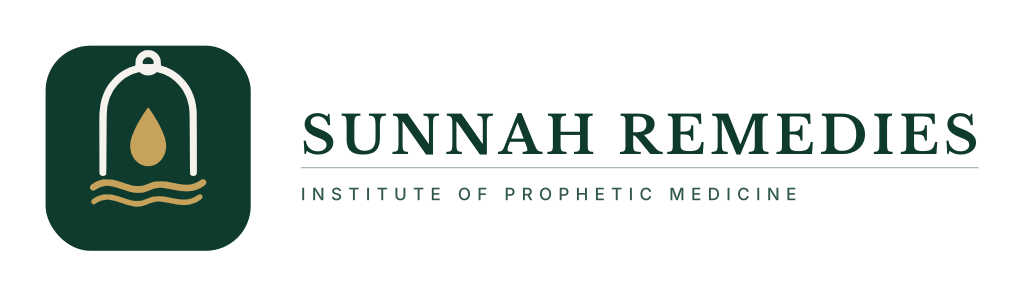 SUNNAH REMEDIES
INSTITUTE OF PROPHETIC MEDICINE